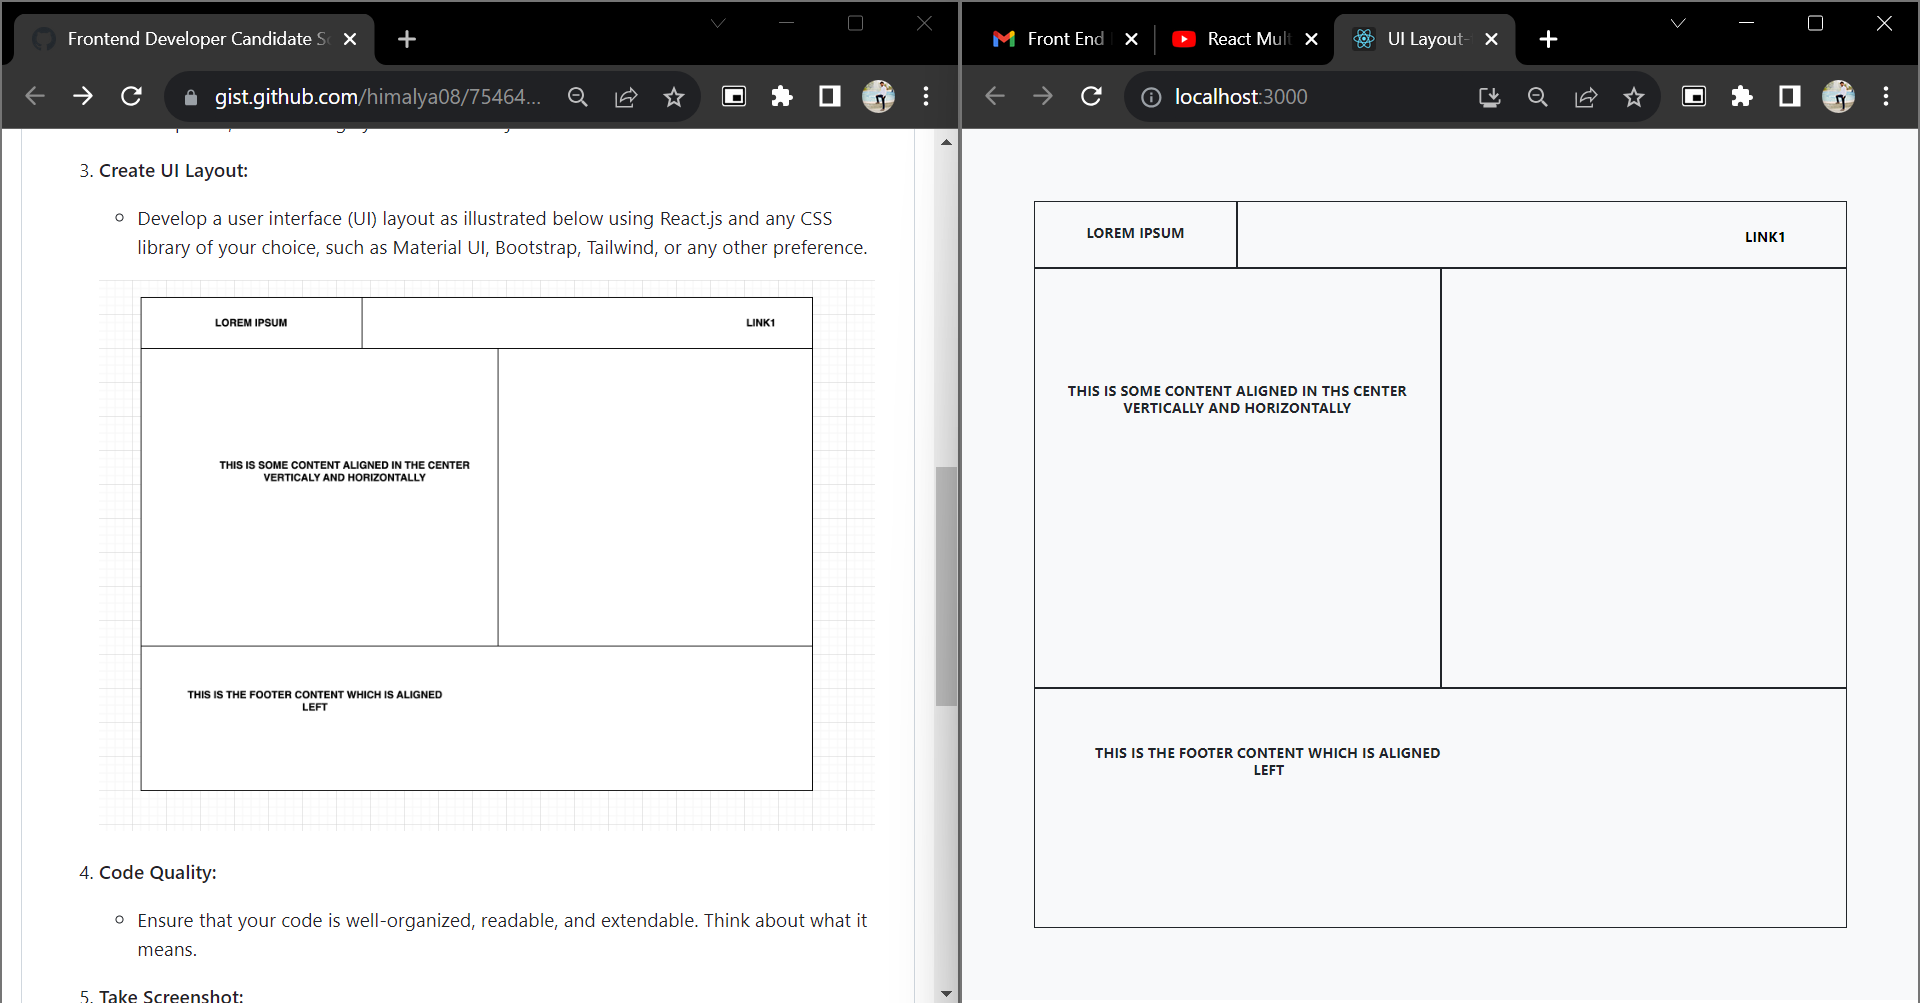 Frontend Developer Candidate S
gist.github.com/himalya08/75464...
3. Create UI Layout:
Develop a user interface (UI) layout as illustrated below using React.js and any CSS
library of your choice, such as Material UI, Bootstrap, Tailwind, or any other preference.
LOREM IPSUM
LINK1
THIS IS SOME CONTENT ALIGNED IN THE CENTER
VERTICALY AND HORIZONTALLY
THIS IS THE FOOTER CONTENT WHICH IS ALIGNED
LEFT
4. Code Quality:
Ensure that your code is well-organized, readable, and extendable. Think about what it
means.
5. Take Screenshot:
Front End
React Mult
UI Layout-
localhost:3000
LOREM IPSUM
LINK1
THIS IS SOME CONTENT ALIGNED IN THS CENTER
VERTICALLY AND HORIZONTALLY
THIS IS THE FOOTER CONTENT WHICH IS ALIGNED
LEFT